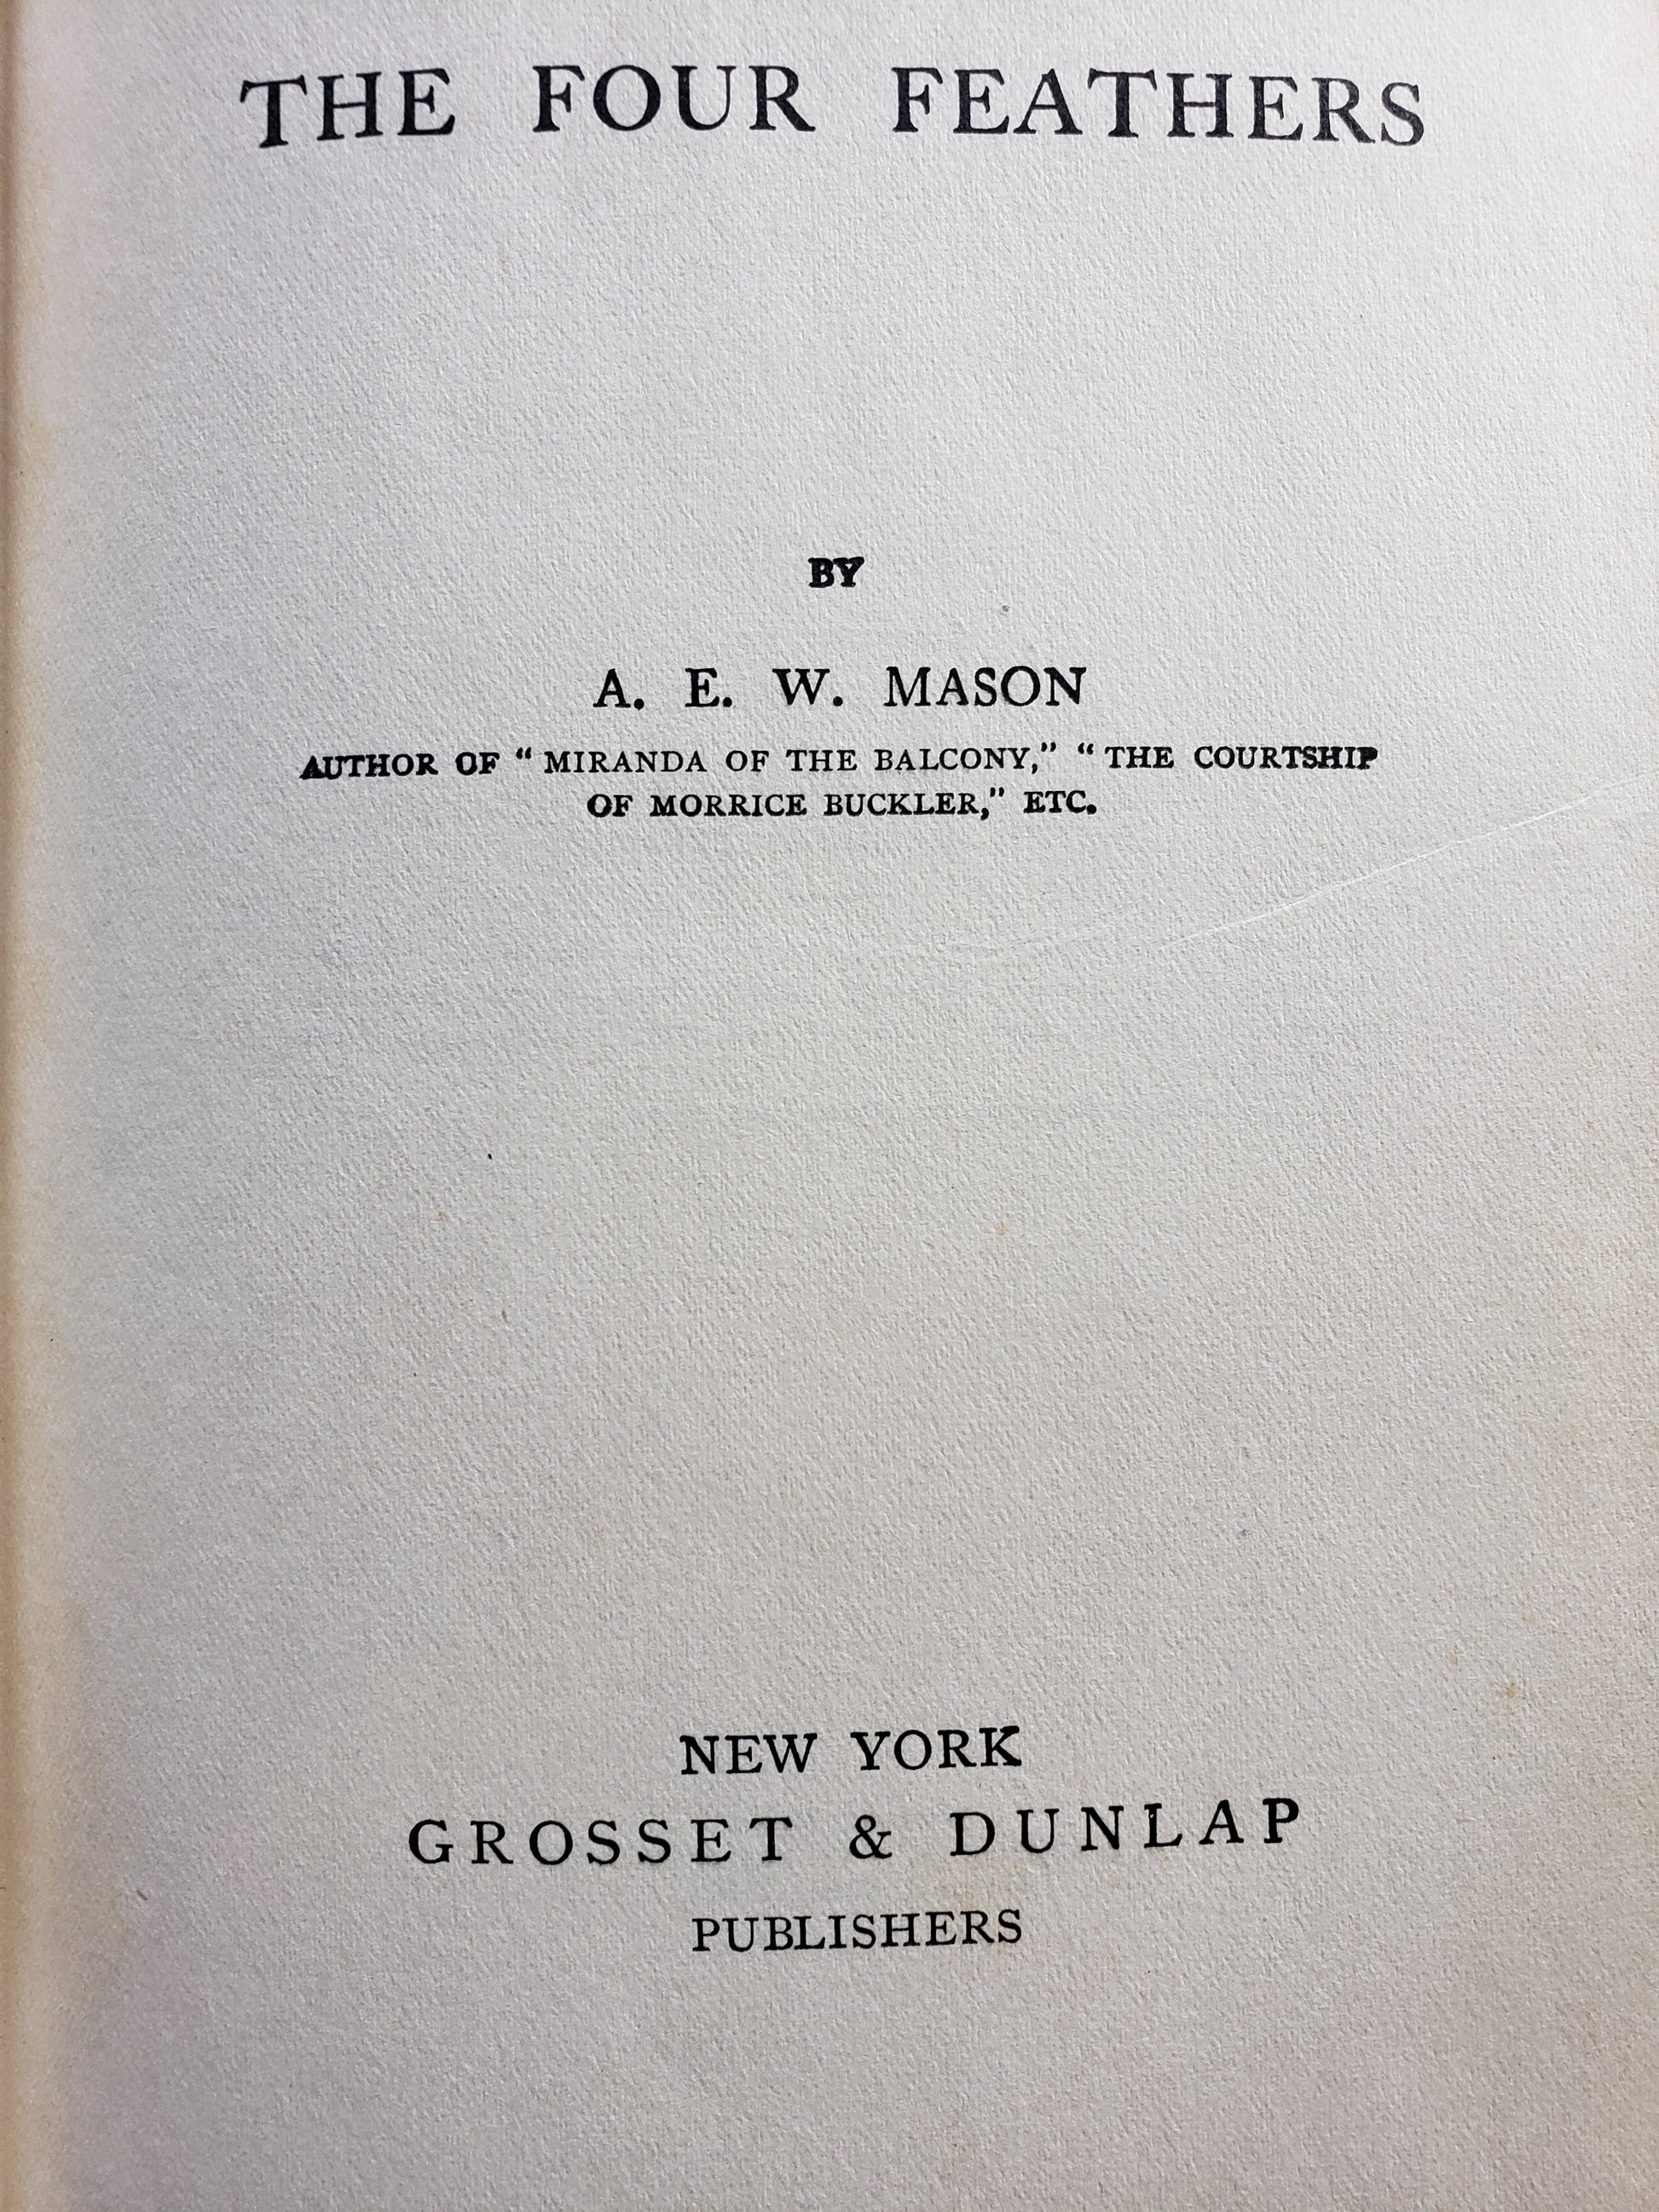 THE FOUR FEATHERS
BY
A. E. W. MASON
AUTHOR OF “ MIRANDA OF THE BALCONY,” “ THE COURTSHIP
OF MORRICE BUCKLER,” ETC.
NEW YORK
GROSSET & DUNLAP
PUBLISHERS